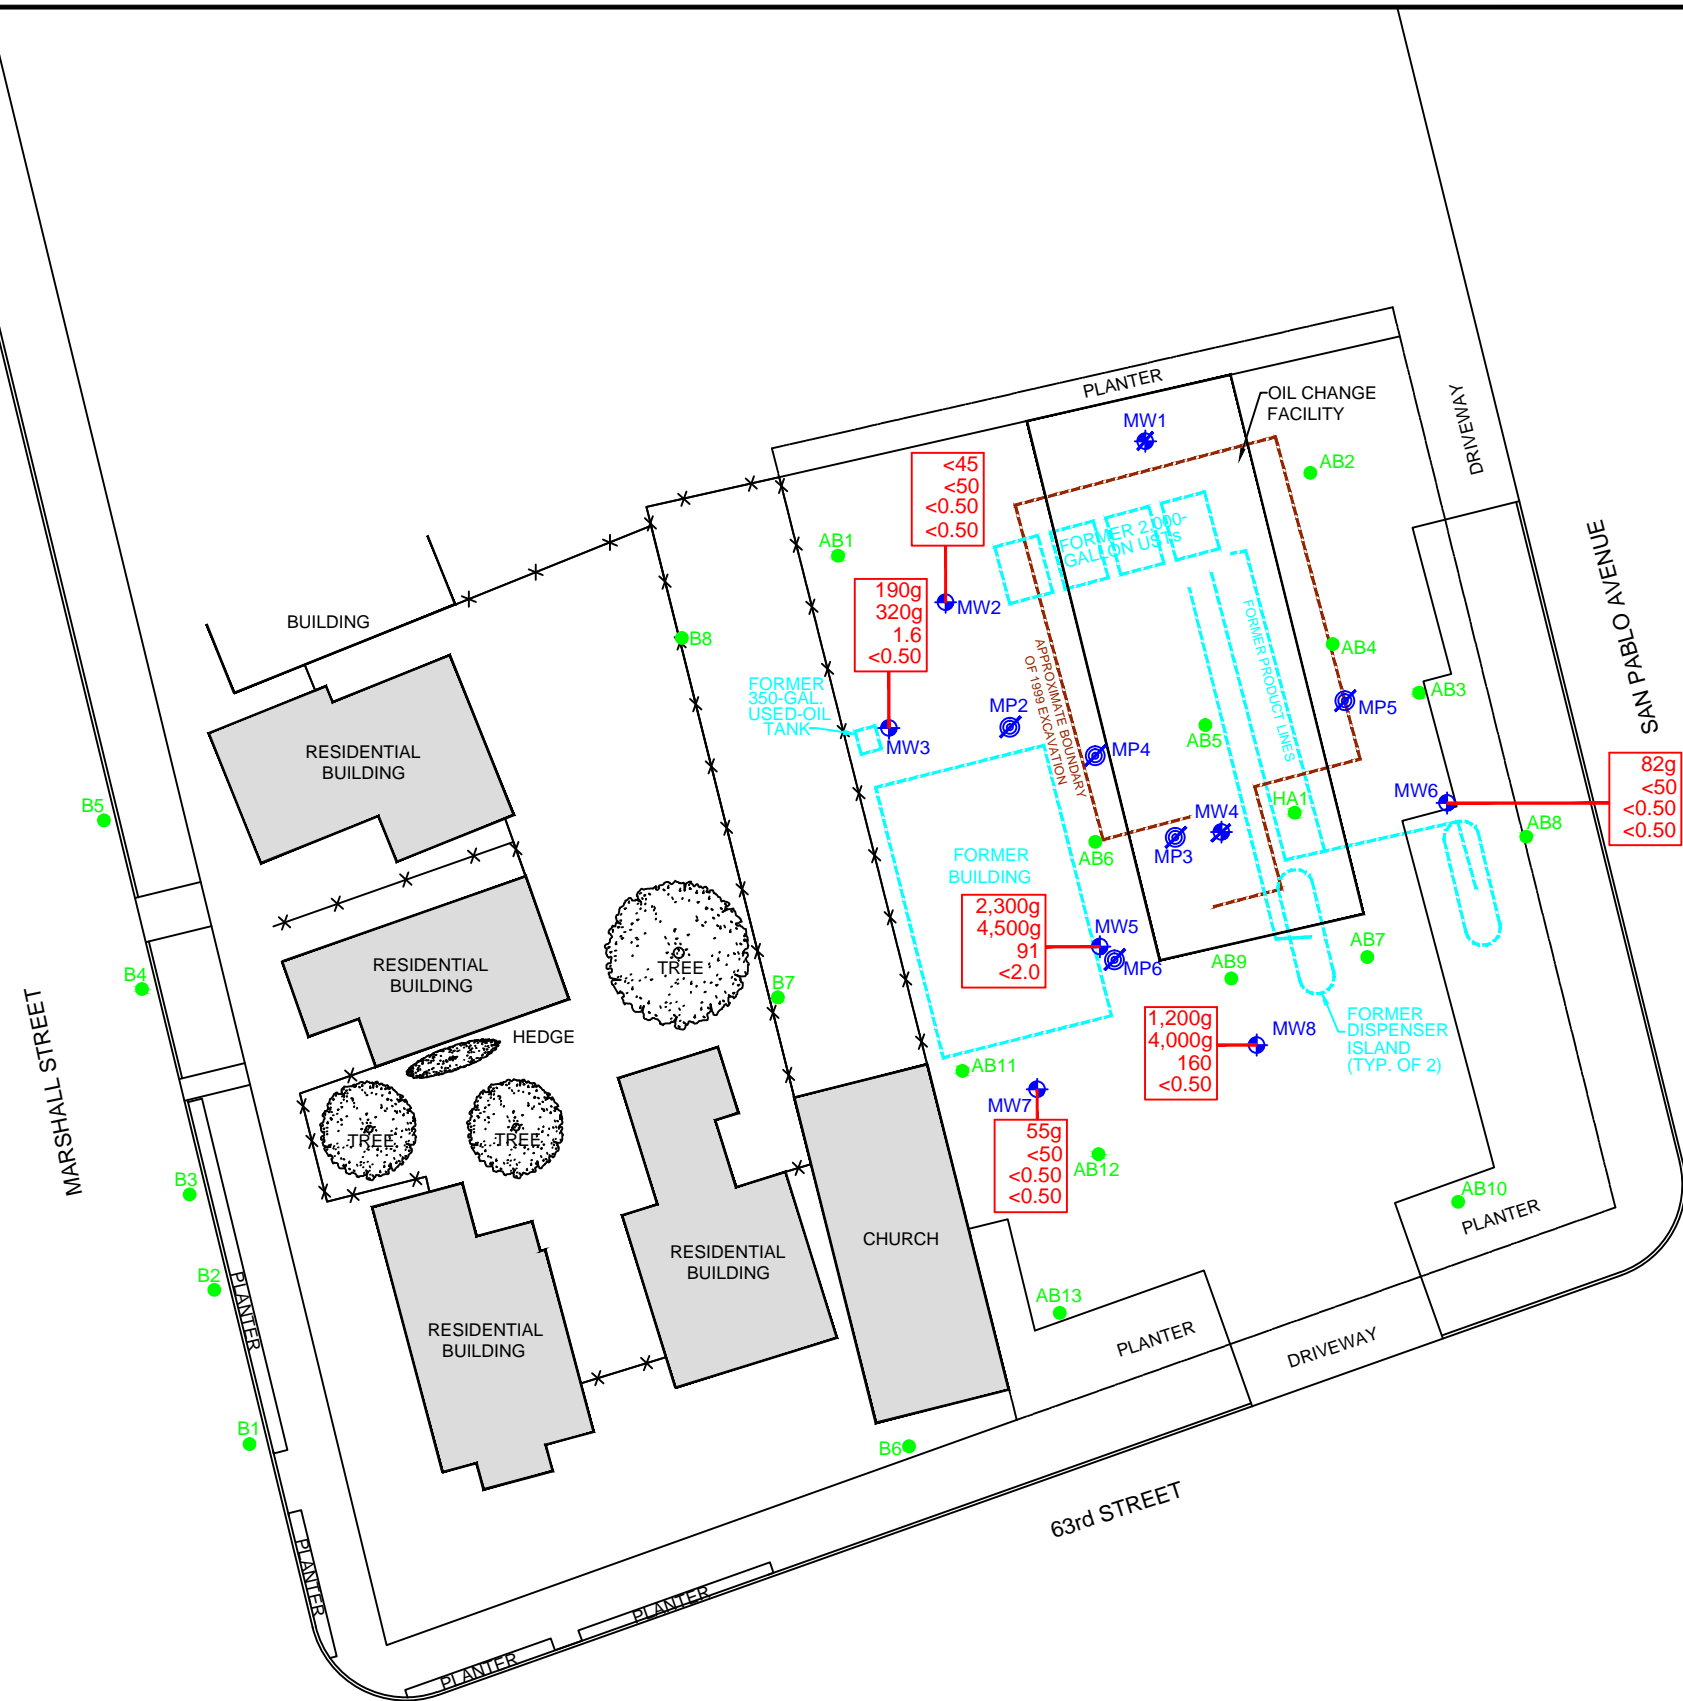 PLANTER
MW1
OIL CHANGE
FACILITY
DRIVEWAY
AB2
<45
<50
<0.50
<0.50
FORMER 2,000-
GALLON USTs
SAN PABLO AVENUE
AB1
190g
320g
1.6
<0.50
MW2
BUILDING
B8
APPROXIMATE BOUNDARY
OF 1999 EXCAVATION
FORMER PRODUCT LINES
AB4
FORMER
350-GAL.
USED-OIL
TANK
AB3
MP2
MP5
MW3
MP4
AB5
RESIDENTIAL
BUILDING
82g
<50
<0.50
<0.50
MW6
B5
HA1
MW4
AB8
AB6
MP3
FORMER
BUILDING
2,300g
4,500g
91
<2.0
MW5
MP6
AB7
AB9
RESIDENTIAL
BUILDING
TREE
B4
B7
MARSHALL STREET
HEDGE
1,200g
4,000g
160
<0.50
MW8
FORMER
DISPENSER
ISLAND
(TYP. OF 2)
AB11
MW7
TREE
TREE
55g
<50
<0.50
<0.50
AB12
B3
AB10
PLANTER
CHURCH
RESIDENTIAL
BUILDING
B2
PLANTER
AB13
RESIDENTIAL
BUILDING
PLANTER
DRIVEWAY
B1
B6
63rd STREET
PLANTER
PLANTER
PLANTER